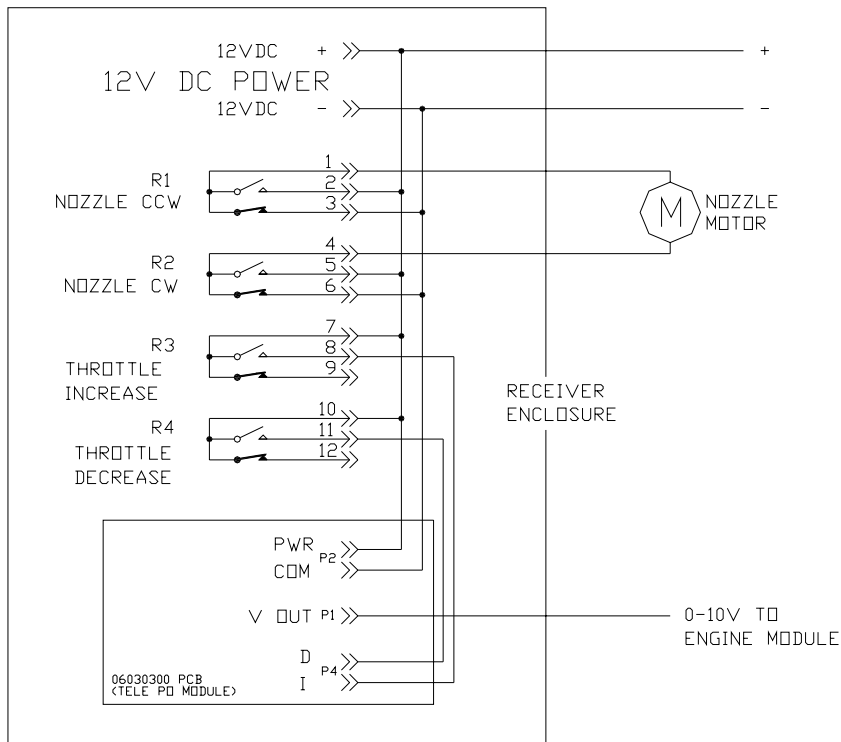 12VDC +
+
12V DC POWER
12VDC -
-
1
R1
2
NOZZLE CCW
3
NOZZLE
MOTOR
M
4
R2
5
NOZZLE CW
6
7
R3
8
THROTTLE
9
INCREASE
RECEIVER
ENCLOSURE
10
R4
11
THROTTLE
12
DECREASE
PWR
P2
COM
V OUT P1
0-10V TO
ENGINE MODULE
D
P4
I
06030300 PCB
(TELE PO MODULE)